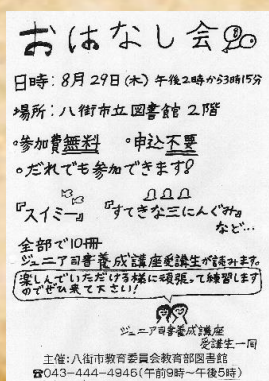 おはなし会
日時:8月29日(木)午後2時から3時15分
場所:八街市立図書館2階
・参加費無料 ・申込不要
・だれでも参加できます!
『スイミー』『すてきな三にんぐみ』
など…
全部で10冊
ジュニア司書養成講座受講生が読みます。
楽しんでいただける様に頑張って練習します
のでぜひ来て下さい!
ジュニア司書養成講座
受講生一同
主催:八街市教育委員会教育部図書館
☎043-444-4946(午前9時~午後5時)